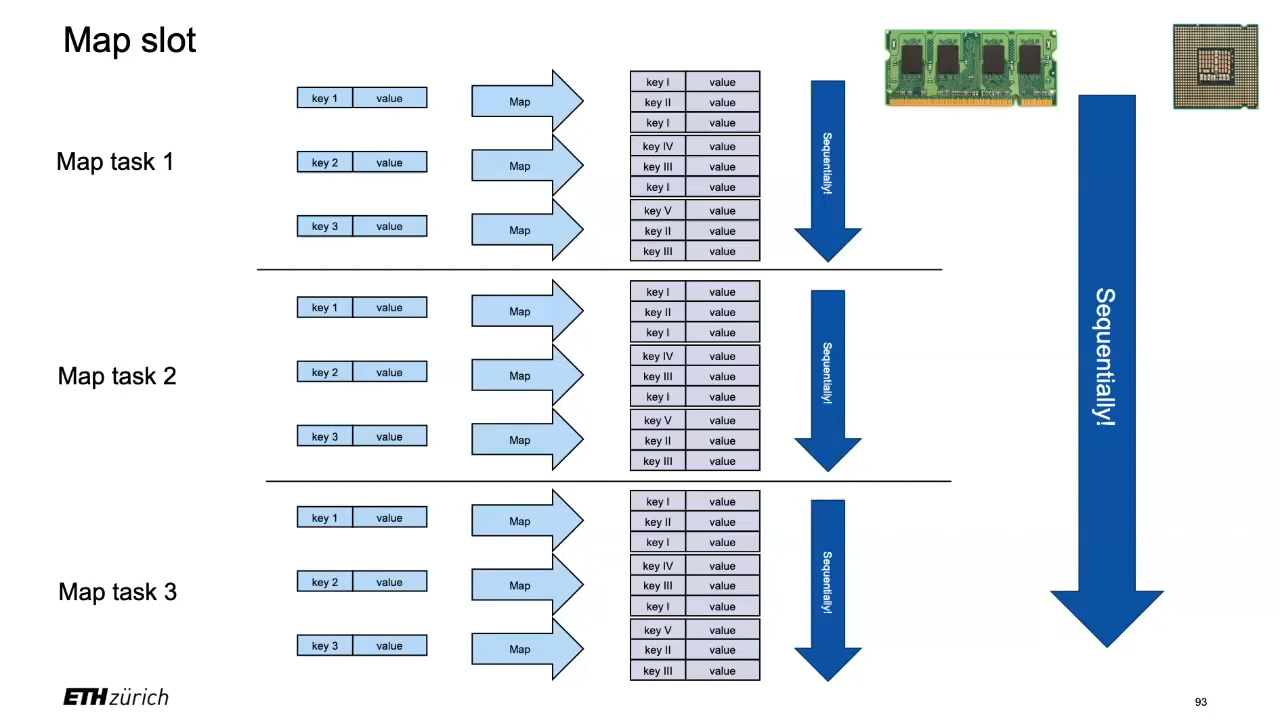 Map slot
Map task 1
key 1 value Map
key I value
key II value
key I value
key 2 value Map
key IV value
key III value
key I value
key 3 value Map
key V value
key II value
key III value
Sequentially!
Map task 2
key 1 value Map
key I value
key II value
key I value
key 2 value Map
key IV value
key III value
key I value
key 3 value Map
key V value
key II value
key III value
Sequentially!
Map task 3
key 1 value Map
key I value
key II value
key I value
key 2 value Map
key IV value
key III value
key I value
key 3 value Map
key V value
key II value
key III value
Sequentially!
Sequentially!
ETH zürich
93